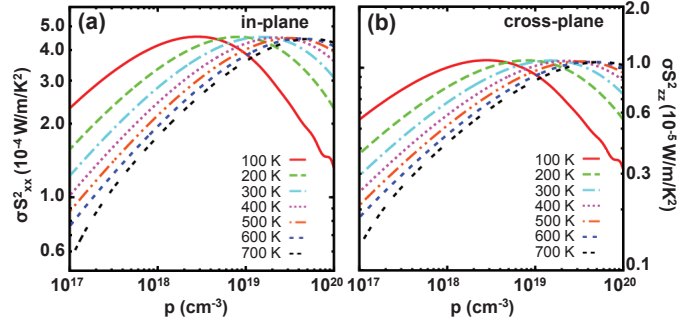 (a) in-plane
σS²xx (10⁻⁴ W/m/K²)
5.0
4.0
3.0
2.0
1.0
0.8
0.6
100 K
200 K
300 K
400 K
500 K
600 K
700 K
10¹⁷ 10¹⁸ 10¹⁹ 10²⁰
p (cm⁻³)
(b) cross-plane
1.0
0.6
0.3
0.1
σS²zz (10⁻⁵ W/m/K²)
100 K
200 K
300 K
400 K
500 K
600 K
700 K
10¹⁷ 10¹⁸ 10¹⁹ 10²⁰
p (cm⁻³)